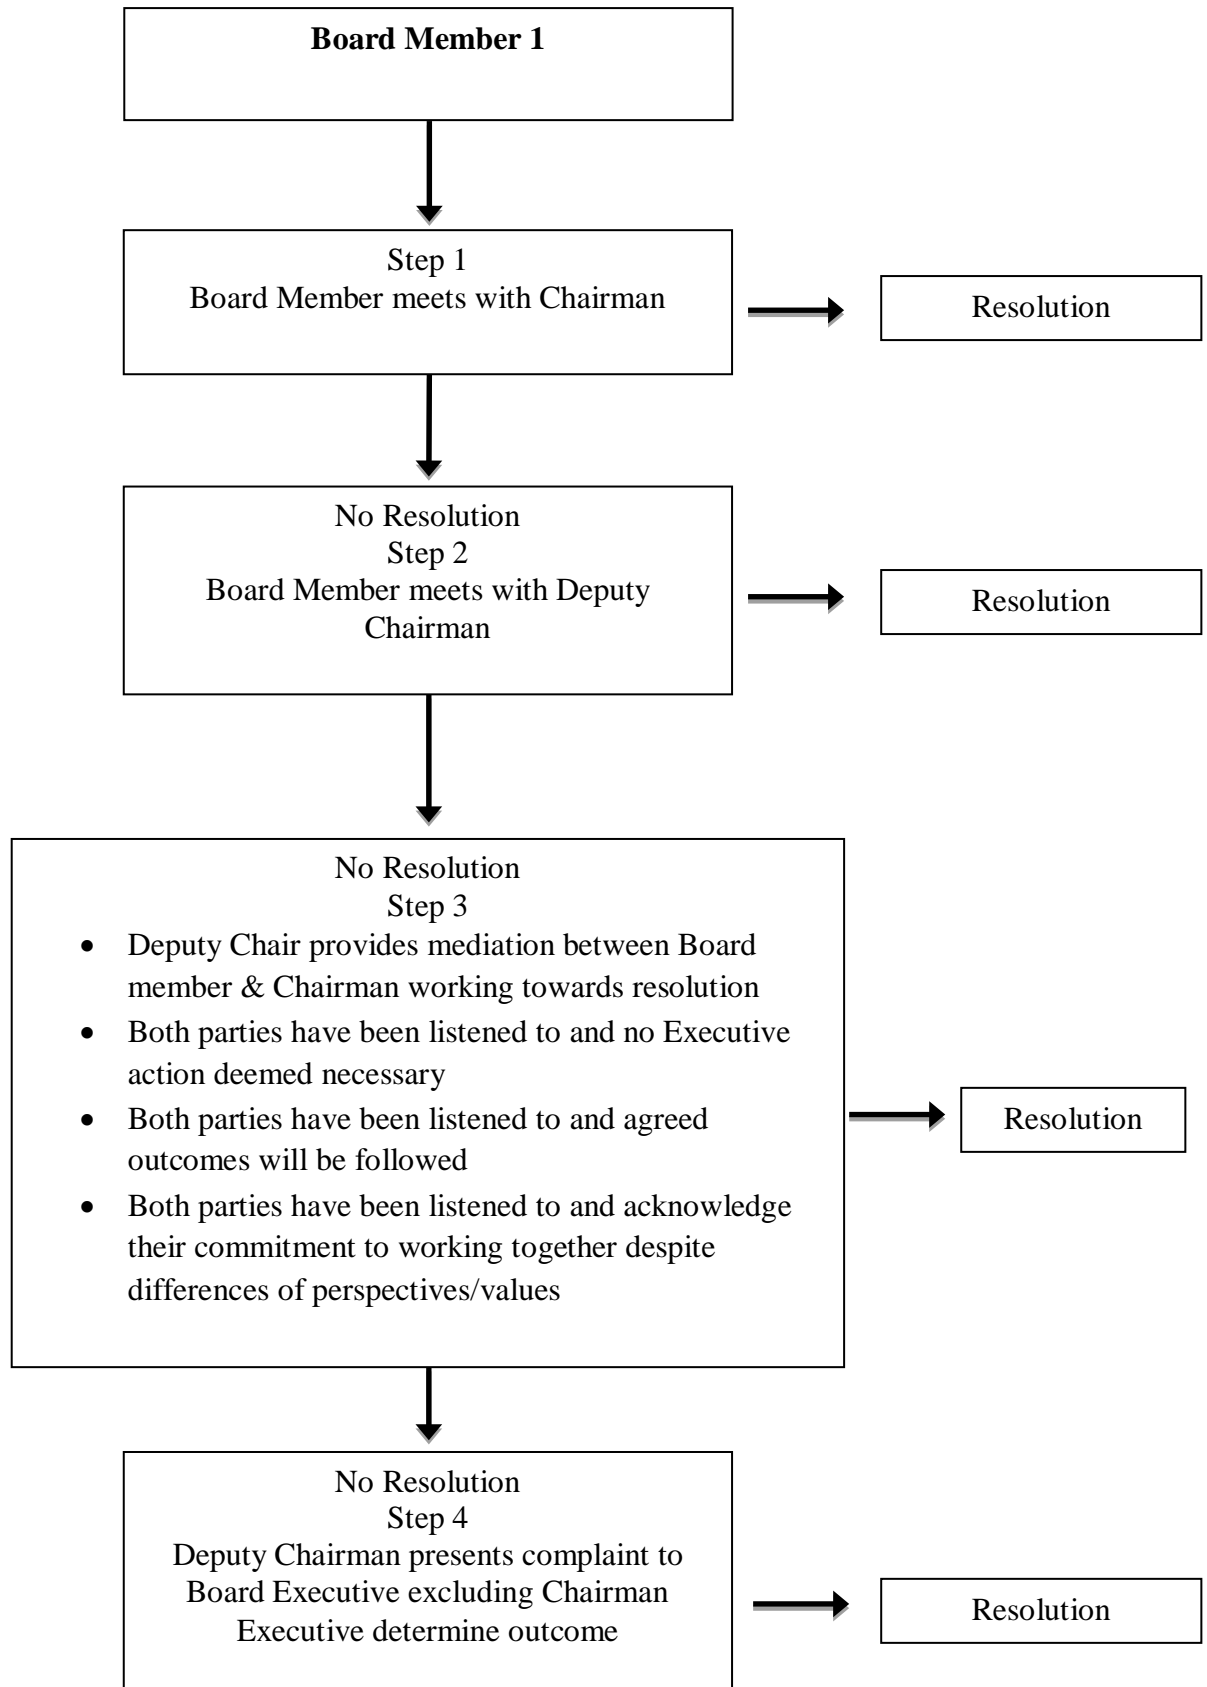 Board Member 1
Step 1
Board Member meets with Chairman
Resolution
No Resolution
Step 2
Board Member meets with Deputy
Chairman
Resolution
No Resolution
Step 3
• Deputy Chair provides mediation between Board
member & Chairman working towards resolution
• Both parties have been listened to and no Executive
action deemed necessary
• Both parties have been listened to and agreed
outcomes will be followed
• Both parties have been listened to and acknowledge
their commitment to working together despite
differences of perspectives/values
Resolution
No Resolution
Step 4
Deputy Chairman presents complaint to
Board Executive excluding Chairman
Executive determine outcome
Resolution